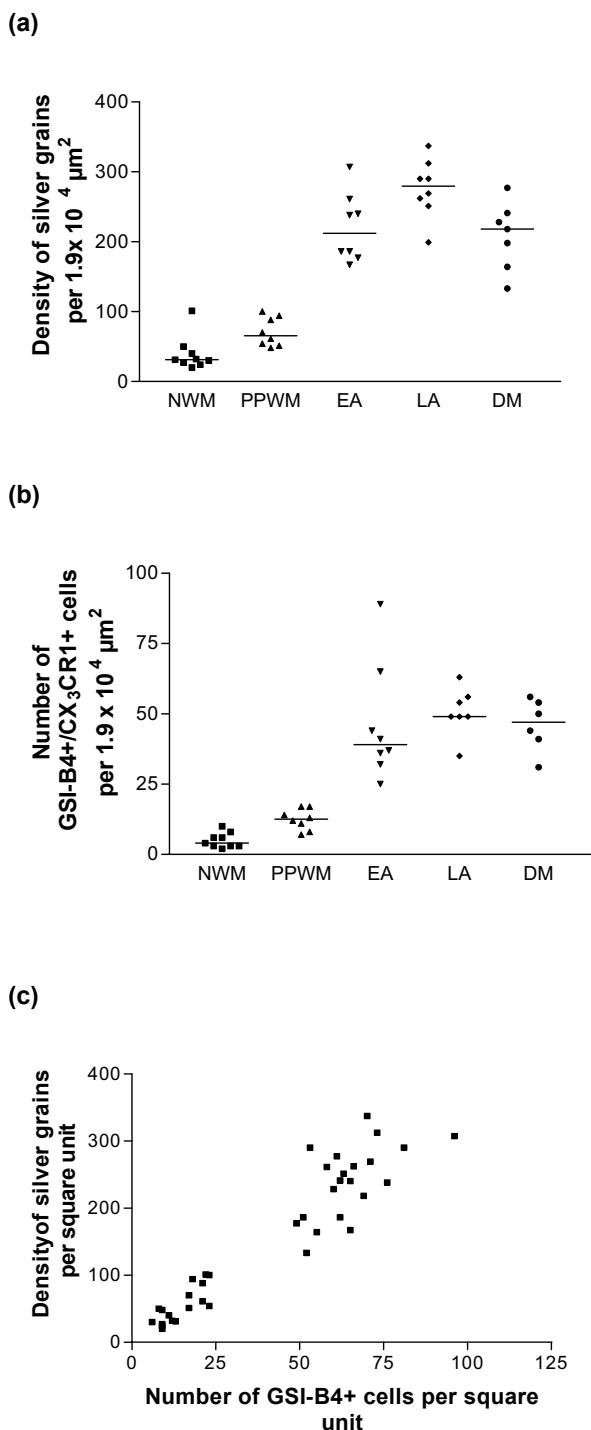 (a)
Density of silver grains
per 1.9x 10 ⁴ µm²
400
300
200
100
0
NWM PPWM EA LA DM
(b)
Number of
GSI-B4+/CX₃CR1+ cells
per 1.9 x 10 ⁴ µm²
100
75
50
25
0
NWM PPWM EA LA DM
(c)
Densityof silver grains
per square unit
400
300
200
100
0
0 25 50 75 100 125
Number of GSI-B4+ cells per square
unit